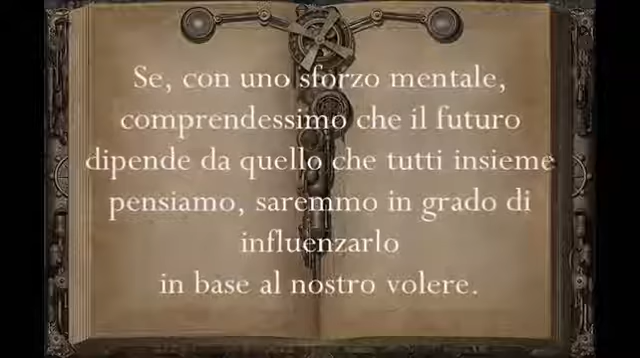 Se, con uno sforzo mentale,
comprendessimo che il futuro
dipende da quello che tutti insieme
pensiamo, saremmo in grado di
influenzarlo
in base al nostro volere.